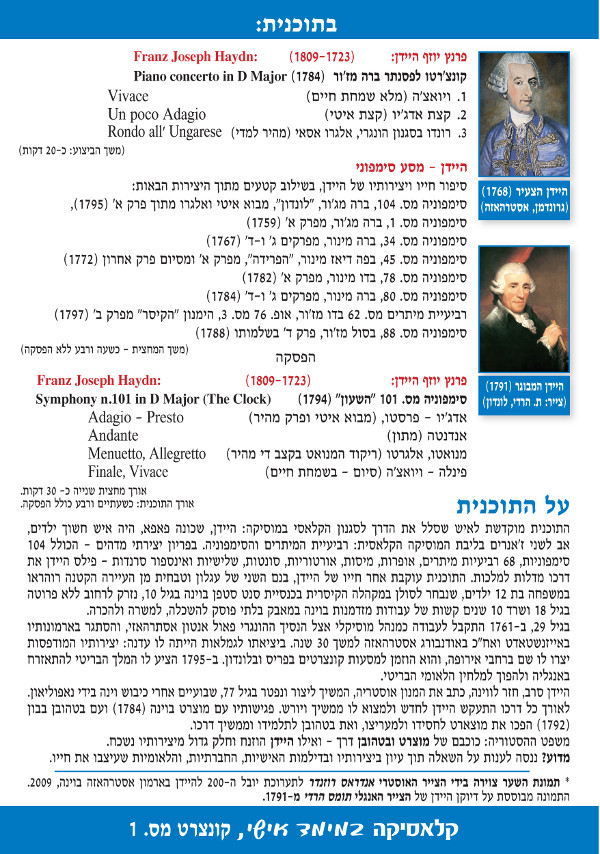 בתוכנית:
פרנץ יוזף היידן: (1809-1723) Franz Joseph Haydn:
קונצ'רטו לפסנתר ברה מז'ור (1784) Piano concerto in D Major
1. ויואצ'ה (מלא שמחת חיים) Vivace
2. קצת אדג'יו (קצת איטי) Un poco Adagio
3. רונדו בסגנון הונגרי, אלגרו אסאי (מהיר למדי) Rondo all' Ungarese
(משך הביצוע: כ-20 דקות)
היידן הצעיר (1768)
(גרונדמן, אסטרהאזה)
היידן - מסע סימפוני
סיפור חייו ויצירותיו של היידן, בשילוב קטעים מתוך היצירות הבאות:
סימפוניה מס. 104, ברה מג'ור, "לונדון", מבוא איטי ואלגרו מתוך פרק א' (1795),
סימפוניה מס. 1, ברה מג'ור, מפרק א' (1759)
סימפוניה מס. 34, ברה מינור, מפרקים ג' ו-ד' (1767)
סימפוניה מס. 45, בפה דיאז מינור, "הפרידה", מפרק א' ומסיום פרק אחרון (1772)
סימפוניה מס. 78, בדו מינור, מפרק א' (1782)
סימפוניה מס. 80, ברה מינור, מפרקים ג' ו-ד' (1784)
רביעיית מיתרים מס. 62 בדו מז'ור, אופ. 76 מס. 3, הימנון "הקיסר" מפרק ב' (1797)
סימפוניה מס. 88, בסול מז'ור, פרק ד' בשלמותו (1788)
(משך המחצית - כשעה ורבע ללא הפסקה)
הפסקה
היידן המבוגר (1791)
(צייר: ת. הרדי, לונדון)
פרנץ יוזף היידן: (1809-1723) Franz Joseph Haydn:
סימפוניה מס. 101 "השעון" (1794) Symphony n.101 in D Major (The Clock)
אדג'יו - פרסטו, (מבוא איטי ופרק מהיר) Adagio - Presto
אנדנטה (מתון) Andante
מנואטו, אלגרטו (ריקוד המנואט בקצב די מהיר) Menuetto, Allegretto
פינלה - ויואצ'ה (סיום - בשמחת חיים) Finale, Vivace
אורך מחצית שנייה כ- 30 דקות.
אורך התוכנית: כשעתיים ורבע כולל הפסקה.
על התוכנית
התוכנית מוקדשת לאיש שסלל את הדרך לסגנון הקלאסי במוסיקה: היידן, שכונה פאפא, היה איש חשוך ילדים,
אב לשני ז'אנרים בליבת המוסיקה הקלאסית: רביעיית המיתרים והסימפוניה. בפריון יצירתי מדהים - הכולל 104
סימפוניות, 68 רביעיות מיתרים, אופרות, מיסות, אורטוריות, סונטות, שלישיות ואינספור סרנדות - פילס היידן את
דרכו מדלות למלכות. התוכנית עוקבת אחר חייו של היידן, בנם השני של עגלון וטבחית מן העיירה הקטנה רוהראו
במשפחה בת 12 ילדים, שנבחר לסולן במקהלה הקיסרית בכנסיית סנט סטפן בוינה בגיל 10, נזרק לרחוב ללא פרוטה
בגיל 18 ושרד 10 שנים קשות של עבודות מזדמנות בוינה במאבק בלתי פוסק להשכלה, למשרה ולהכרה.
בגיל 29, ב-1761 התקבל לעבודה כמנהל מוסיקלי אצל הנסיך ההונגרי פאול אנטון אסתרהאזי, והסתגר בארמונותיו
באייזנשטאדט ואח"כ באודנבורג אסטרהאזה למשך 30 שנה. ביציאתו לגמלאות הייתה לו עדנה: יצירותיו המודפסות
יצרו לו שם ברחבי אירופה, והוא הוזמן למסעות קונצרטים בפריס ובלונדון. ב-1795 הציע לו המלך הבריטי להתאזרח
באנגליה ולהפוך למלחין הלאומי הבריטי.
היידן סרב, חזר לווינה, כתב את המנון אוסטריה, המשיך ליצור ונפטר בגיל 77, שבועיים אחרי כיבוש וינה בידי נאפוליאון.
לאורך כל דרכו התעקש היידן לחדש ולמצוא לו ממשיך ויורש. פגישותיו עם מוצרט בוינה (1784) ועם בטהובן בבון
(1792) הפכו את מוצארט לחסידו ולמעריצו, ואת בטהובן לתלמידו וממשיך דרכו.
משפט ההסטוריה: כוכבם של מוצרט ובטהובן דרך - ואילו היידן הוזנח וחלק גדול מיצירותיו נשכח.
מדוע? ננסה לענות על השאלה תוך עיון ביצירותיו ובדילמות האישיות, החברתיות, והלאומיות שעיצבו את חייו.
* תמונת השער צוירה בידי הצייר האוסטרי אנדראס רוזנדר לתערוכת יובל ה-200 להיידן בארמון אסטרהאזה בוינה, 2009.
התמונה מבוססת על דיוקן היידן של הצייר האנגלי תומס הרדי מ-1791.
קלאסיקה במימד אישי, קונצרט מס. 1